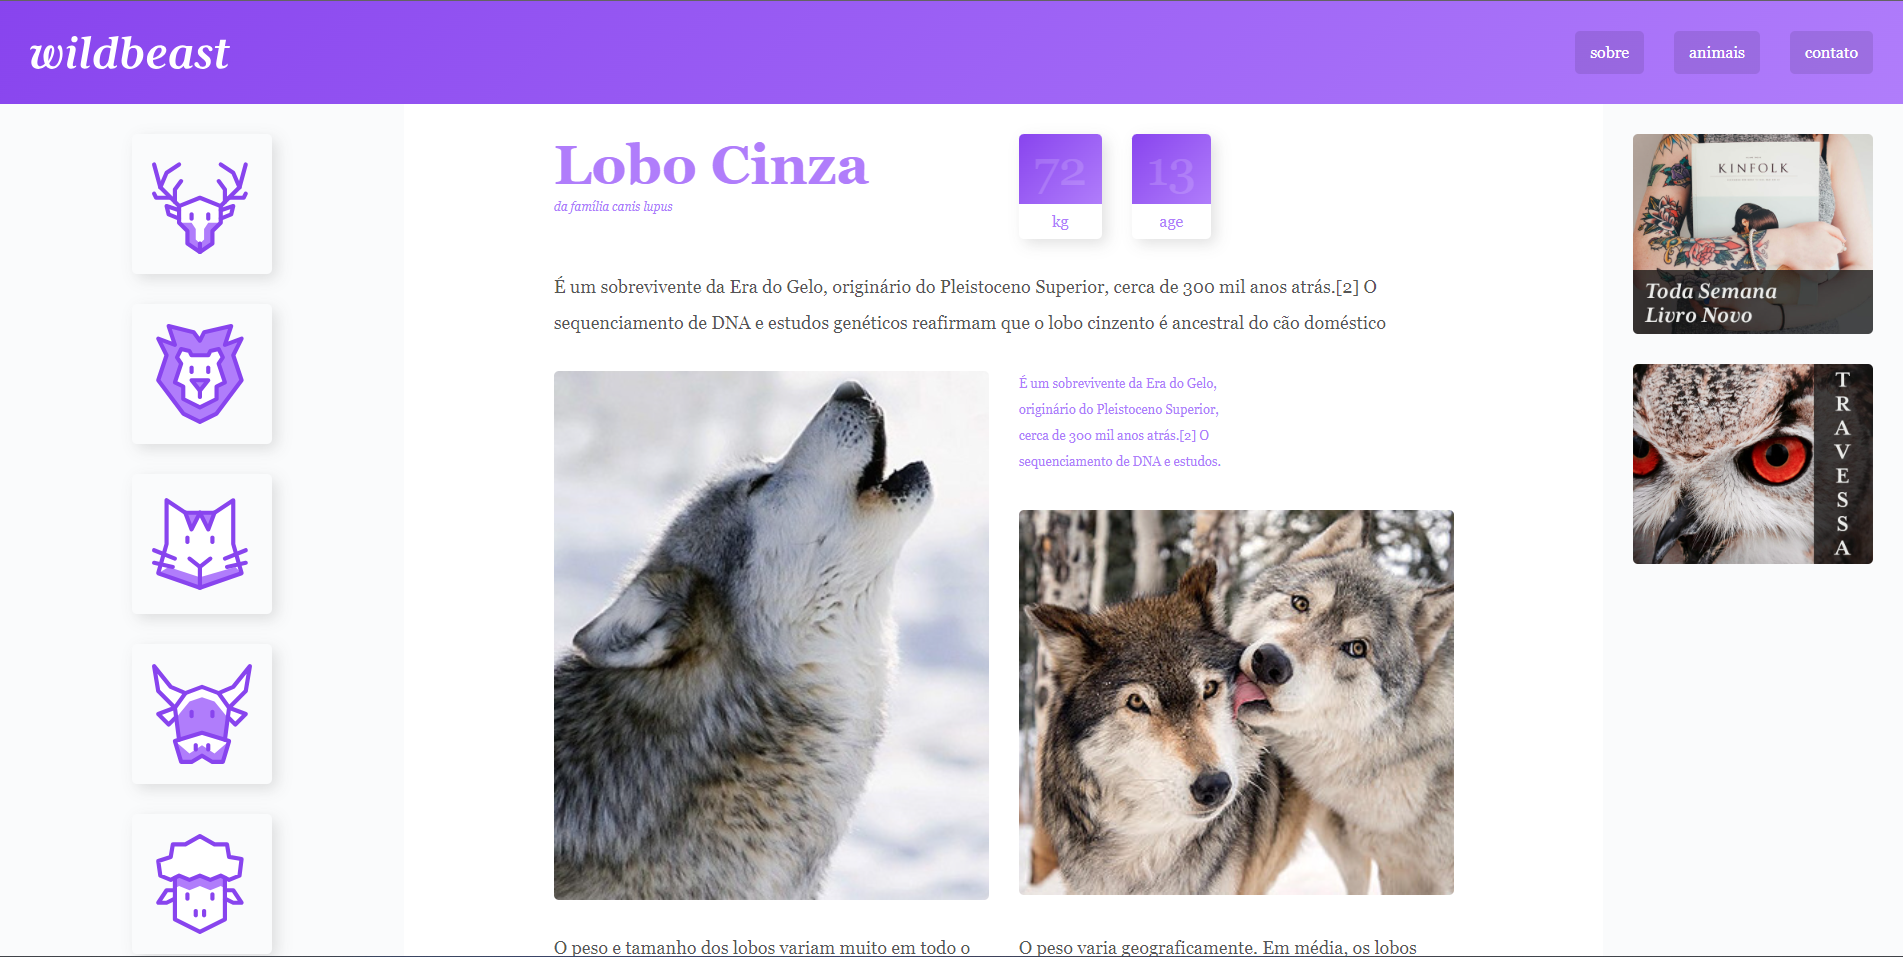 wildbeast
sobre
animais
contato
Lobo Cinza
da família canis lupus
72
kg
13
age
É um sobrevivente da Era do Gelo, originário do Pleistoceno Superior, cerca de 300 mil anos atrás.[2] O
sequenciamento de DNA e estudos genéticos reafirmam que o lobo cinzento é ancestral do cão doméstico
É um sobrevivente da Era do Gelo,
originário do Pleistoceno Superior,
cerca de 300 mil anos atrás.[2] O
sequenciamento de DNA e estudos.
O peso e tamanho dos lobos variam muito em todo o
O peso varia geograficamente. Em média, os lobos
KINFOLK
Toda Semana
Livro Novo
TRAVESSA